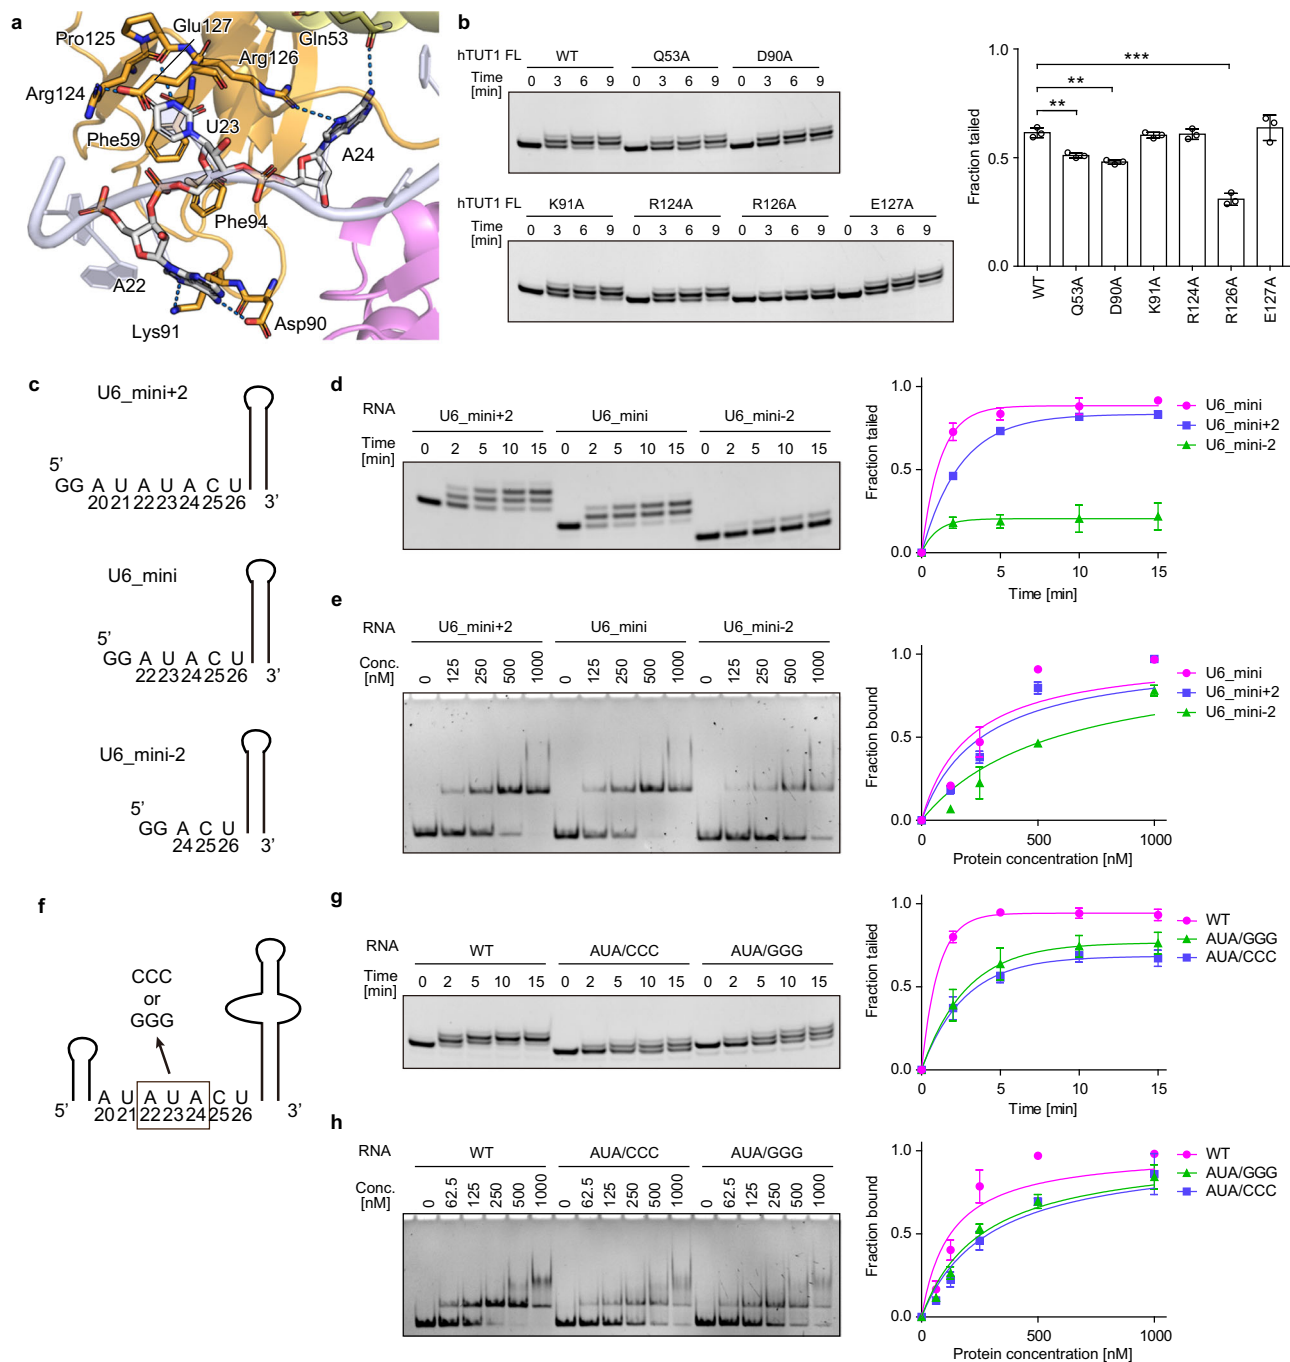 a
Pro125
Glu127
Gln53
Arg126
Arg124
Phe59
U23
A24
Phe94
A22
Lys91
Asp90
b
hTUT1 FL WT Q53A D90A
Time [min] 0 3 6 9 0 3 6 9 0 3 6 9
hTUT1 FL K91A R124A R126A E127A
Time [min] 0 3 6 9 0 3 6 9 0 3 6 9 0 3 6 9
Fraction tailed
1.0
0.5
0.0
***
**
**
WT Q53A D90A K91A R124A R126A E127A
c
U6_mini+2
5’
GG A U A U A C U
20 21 22 23 24 25 26 3’
U6_mini
5’
GG A U A C U
22 23 24 25 26 3’
U6_mini-2
5’
GG A C U
24 25 26 3’
d
RNA U6_mini+2 U6_mini U6_mini-2
Time [min] 0 2 5 10 15 0 2 5 10 15 0 2 5 10 15
Fraction tailed
1.0
0.5
0.0
0 5 10 15
Time [min]
U6_mini
U6_mini+2
U6_mini-2
e
RNA U6_mini+2 U6_mini U6_mini-2
Conc. [nM] 0 125 250 500 1000 0 125 250 500 1000 0 125 250 500 1000
Fraction bound
1.0
0.5
0.0
0 500 1000
Protein concentration [nM]
U6_mini
U6_mini+2
U6_mini-2
f
CCC
or
GGG
A U A U A C U
5’ 20 21 22 23 24 25 26 3’
g
RNA WT AUA/CCC AUA/GGG
Time [min] 0 2 5 10 15 0 2 5 10 15 0 2 5 10 15
Fraction tailed
1.0
0.5
0.0
0 5 10 15
Time [min]
WT
AUA/GGG
AUA/CCC
h
RNA WT AUA/CCC AUA/GGG
Conc. [nM] 0 62.5 125 250 500 1000 0 62.5 125 250 500 1000 0 62.5 125 250 500 1000
Fraction bound
1.0
0.5
0.0
0 500 1000
Protein concentration [nM]
WT
AUA/GGG
AUA/CCC